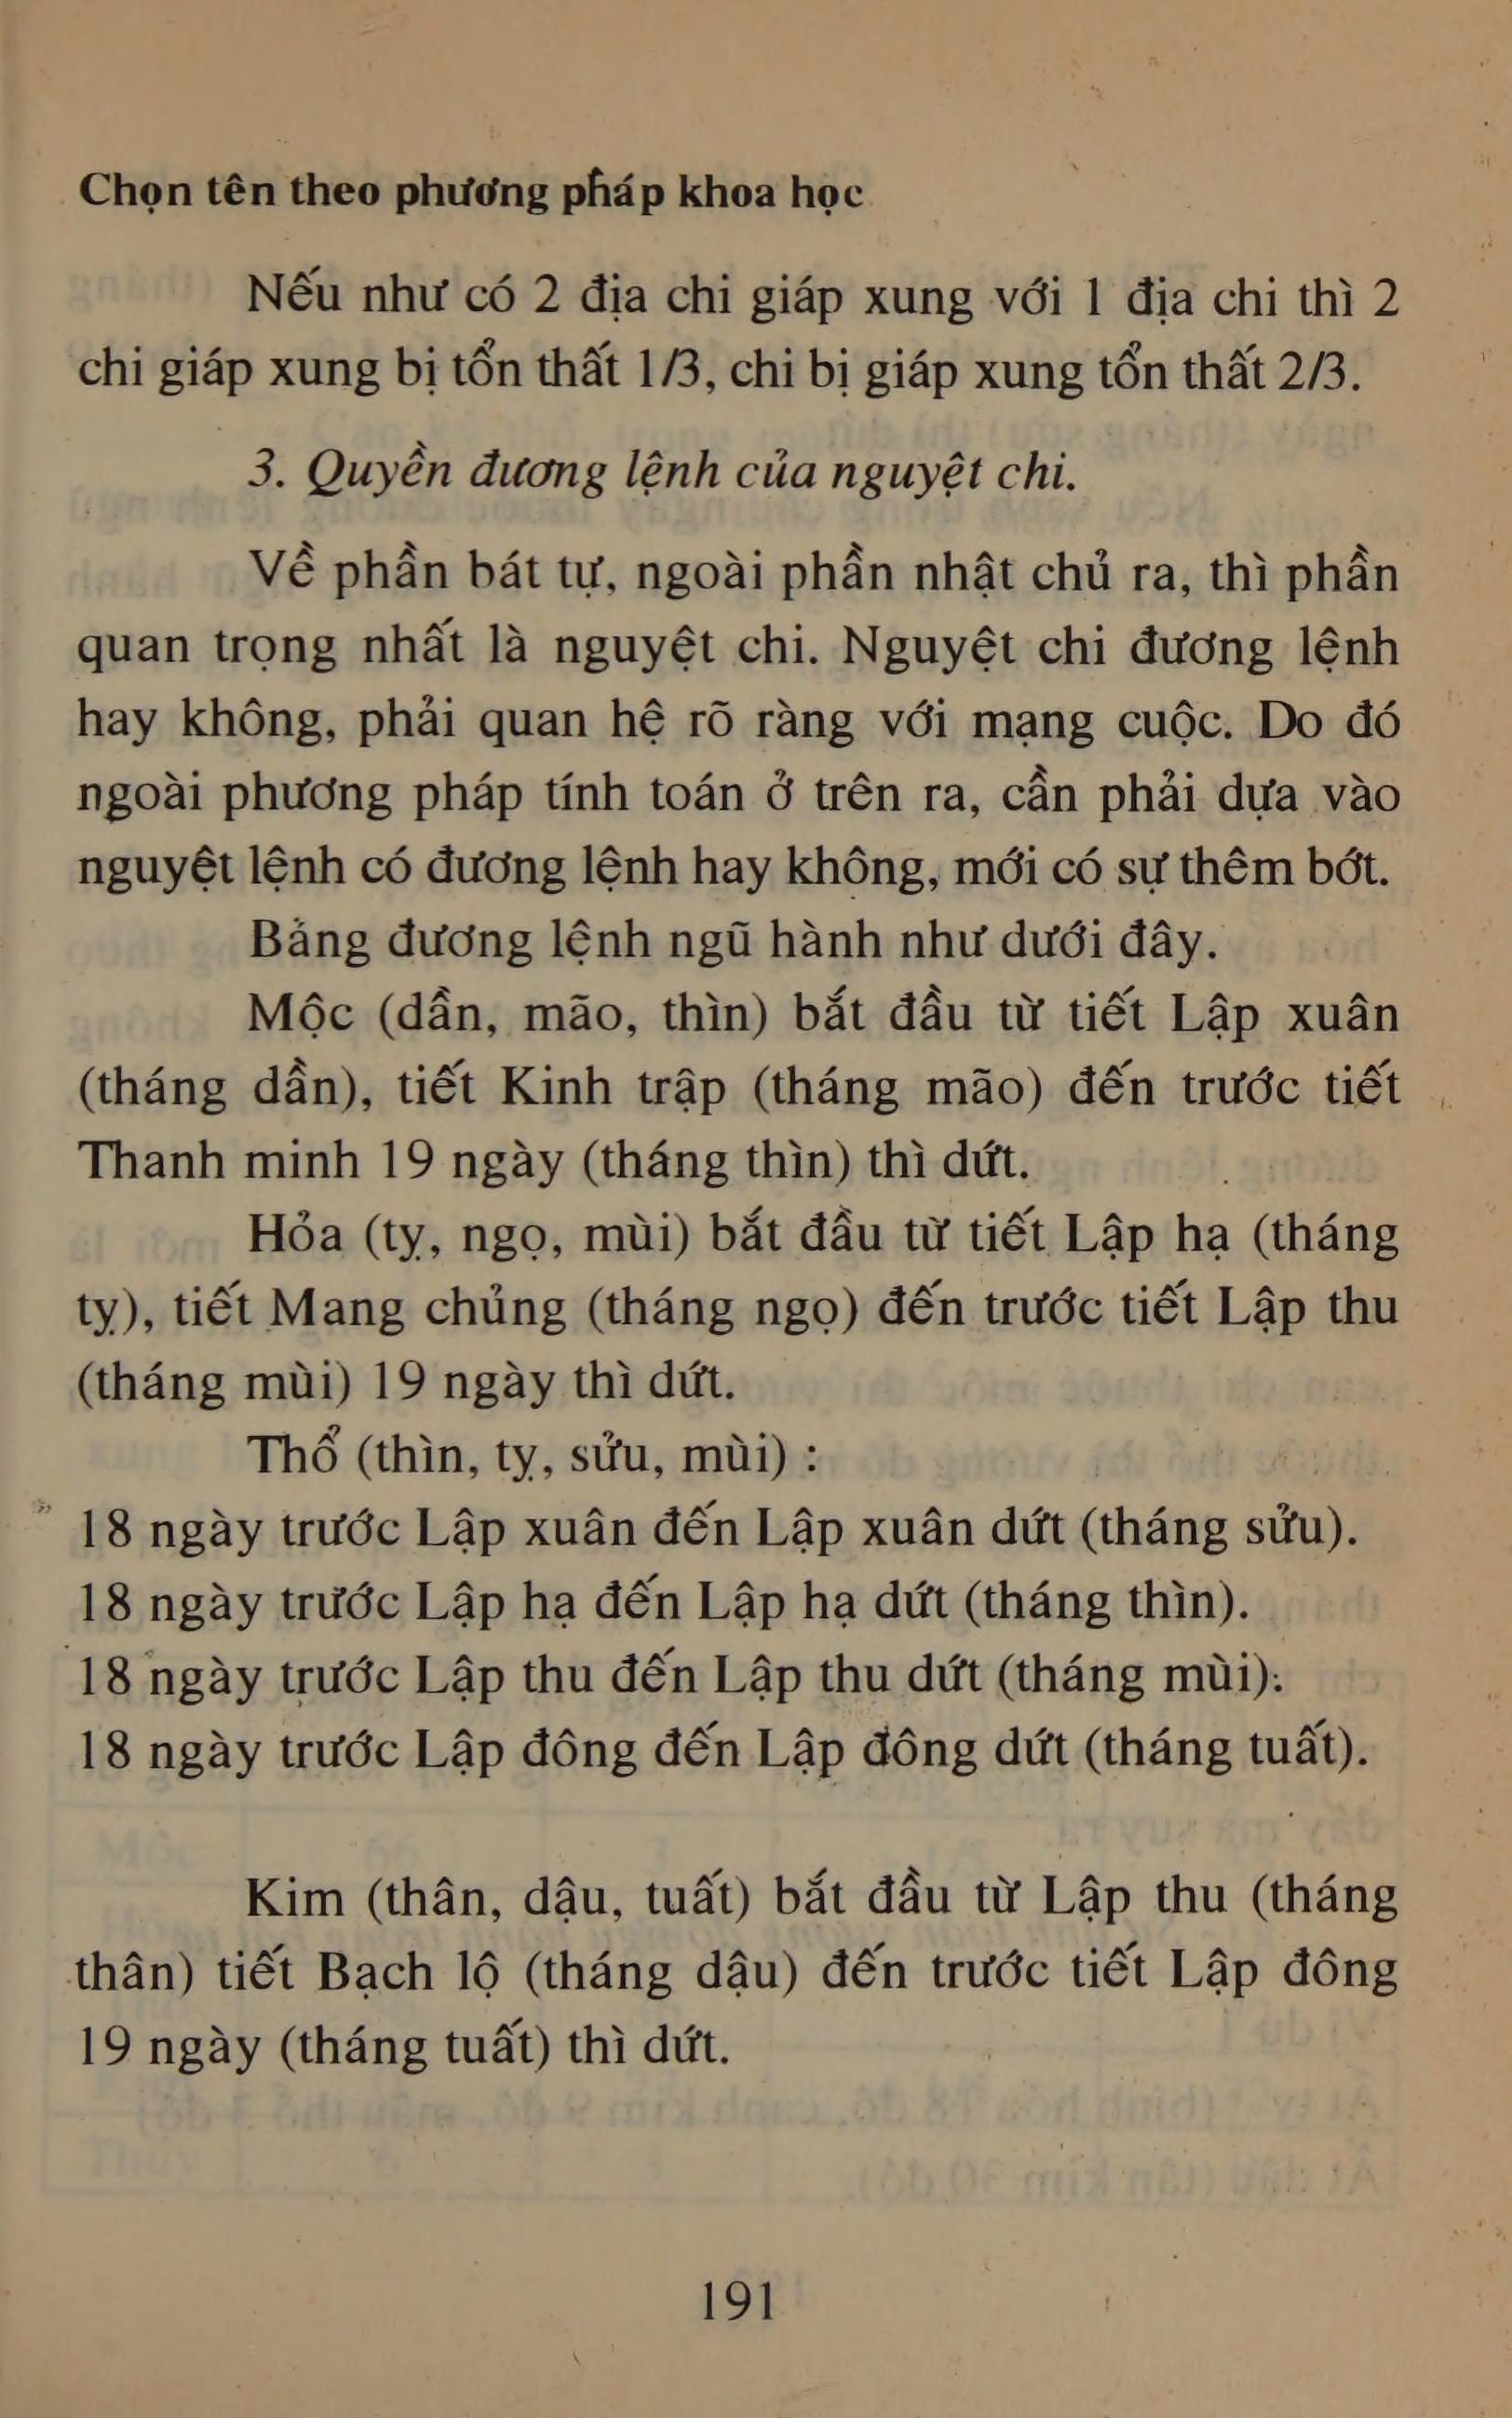 Chọn tên theo phương pháp khoa học
Nếu như có 2 địa chi giáp xung với 1 địa chi thì 2
chi giáp xung bị tổn thất 1/3, chi bị giáp xung tổn thất 2/3.
3. Quyền đương lệnh của nguyệt chi.
Về phần bát tự, ngoài phần nhật chủ ra, thì phần
quan trọng nhất là nguyệt chi. Nguyệt chi đương lệnh
hay không, phải quan hệ rõ ràng với mạng cuộc. Do đó
ngoài phương pháp tính toán ở trên ra, cần phải dựa vào
nguyệt lệnh có đương lệnh hay không, mới có sự thêm bớt.
Bảng đương lệnh ngũ hành như dưới đây.
Mộc (dần, mão, thìn) bắt đầu từ tiết Lập xuân
(tháng dần), tiết Kinh trập (tháng mão) đến trước tiết
Thanh minh 19 ngày (tháng thìn) thì dứt.
Hỏa (tỵ, ngọ, mùi) bắt đầu từ tiết Lập hạ (tháng
tỵ), tiết Mang chủng (tháng ngọ) đến trước tiết Lập thu
(tháng mùi) 19 ngày thì dứt.
Thổ (thìn, tỵ, sửu, mùi) :
18 ngày trước Lập xuân đến Lập xuân dứt (tháng sửu).
18 ngày trước Lập hạ đến Lập hạ dứt (tháng thìn).
18 ngày trước Lập thu đến Lập thu dứt (tháng mùi).
18 ngày trước Lập đông đến Lập đông dứt (tháng tuất).
Kim (thân, dậu, tuất) bắt đầu từ Lập thu (tháng
thân) tiết Bạch lộ (tháng dậu) đến trước tiết Lập đông
19 ngày (tháng tuất) thì dứt.
191